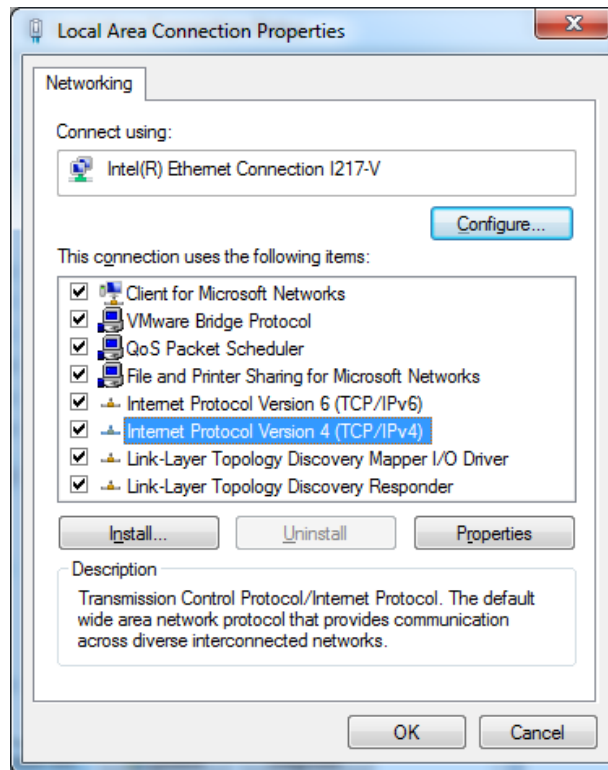 Local Area Connection Properties
Networking
Connect using:
Intel(R) Ethernet Connection I217-V
Configure...
This connection uses the following items:
Client for Microsoft Networks
VMware Bridge Protocol
QoS Packet Scheduler
File and Printer Sharing for Microsoft Networks
Internet Protocol Version 6 (TCP/IPv6)
Internet Protocol Version 4 (TCP/IPv4)
Link-Layer Topology Discovery Mapper I/O Driver
Link-Layer Topology Discovery Responder
Install... Uninstall Properties
Description
Transmission Control Protocol/Internet Protocol. The default
wide area network protocol that provides communication
across diverse interconnected networks.
OK Cancel